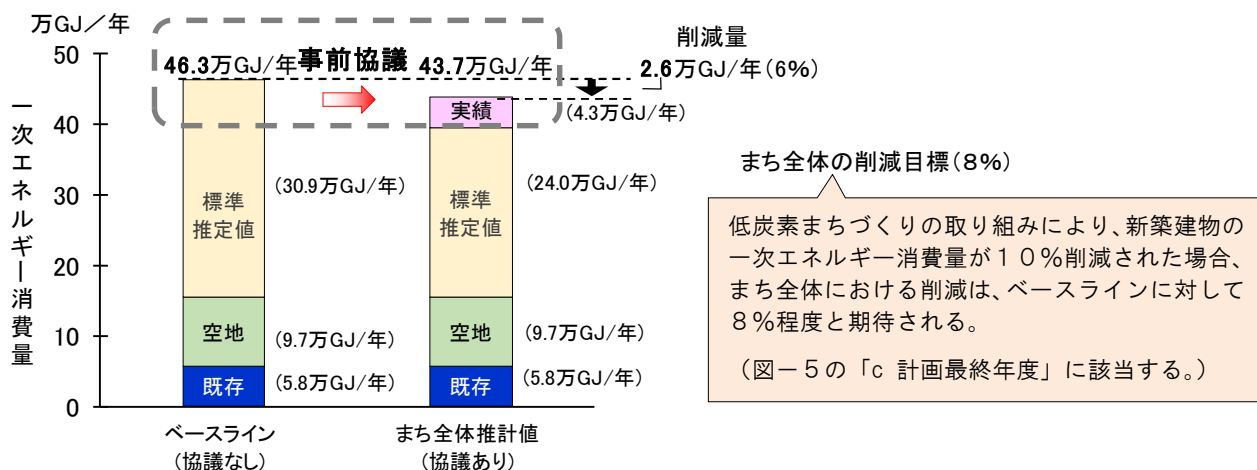 万GJ／年
一次エネルギー消費量
50
40
30
20
10
0
事前協議
46.3万GJ/年
43.7万GJ/年
削減量
2.6万GJ/年(6%)
実績
(4.3万GJ/年)
標準
推定値
(30.9万GJ/年)
標準
推定値
(24.0万GJ/年)
空地
(9.7万GJ/年)
空地
(9.7万GJ/年)
既存
(5.8万GJ/年)
既存
(5.8万GJ/年)
ベースライン
(協議なし)
まち全体推計値
(協議あり)
まち全体の削減目標(8%)
低炭素まちづくりの取り組みにより、新築建物の
一次エネルギー消費量が１０％削減された場合、
まち全体における削減は、ベースラインに対して
８％程度と期待される。
（図－５の「c 計画最終年度」に該当する。）